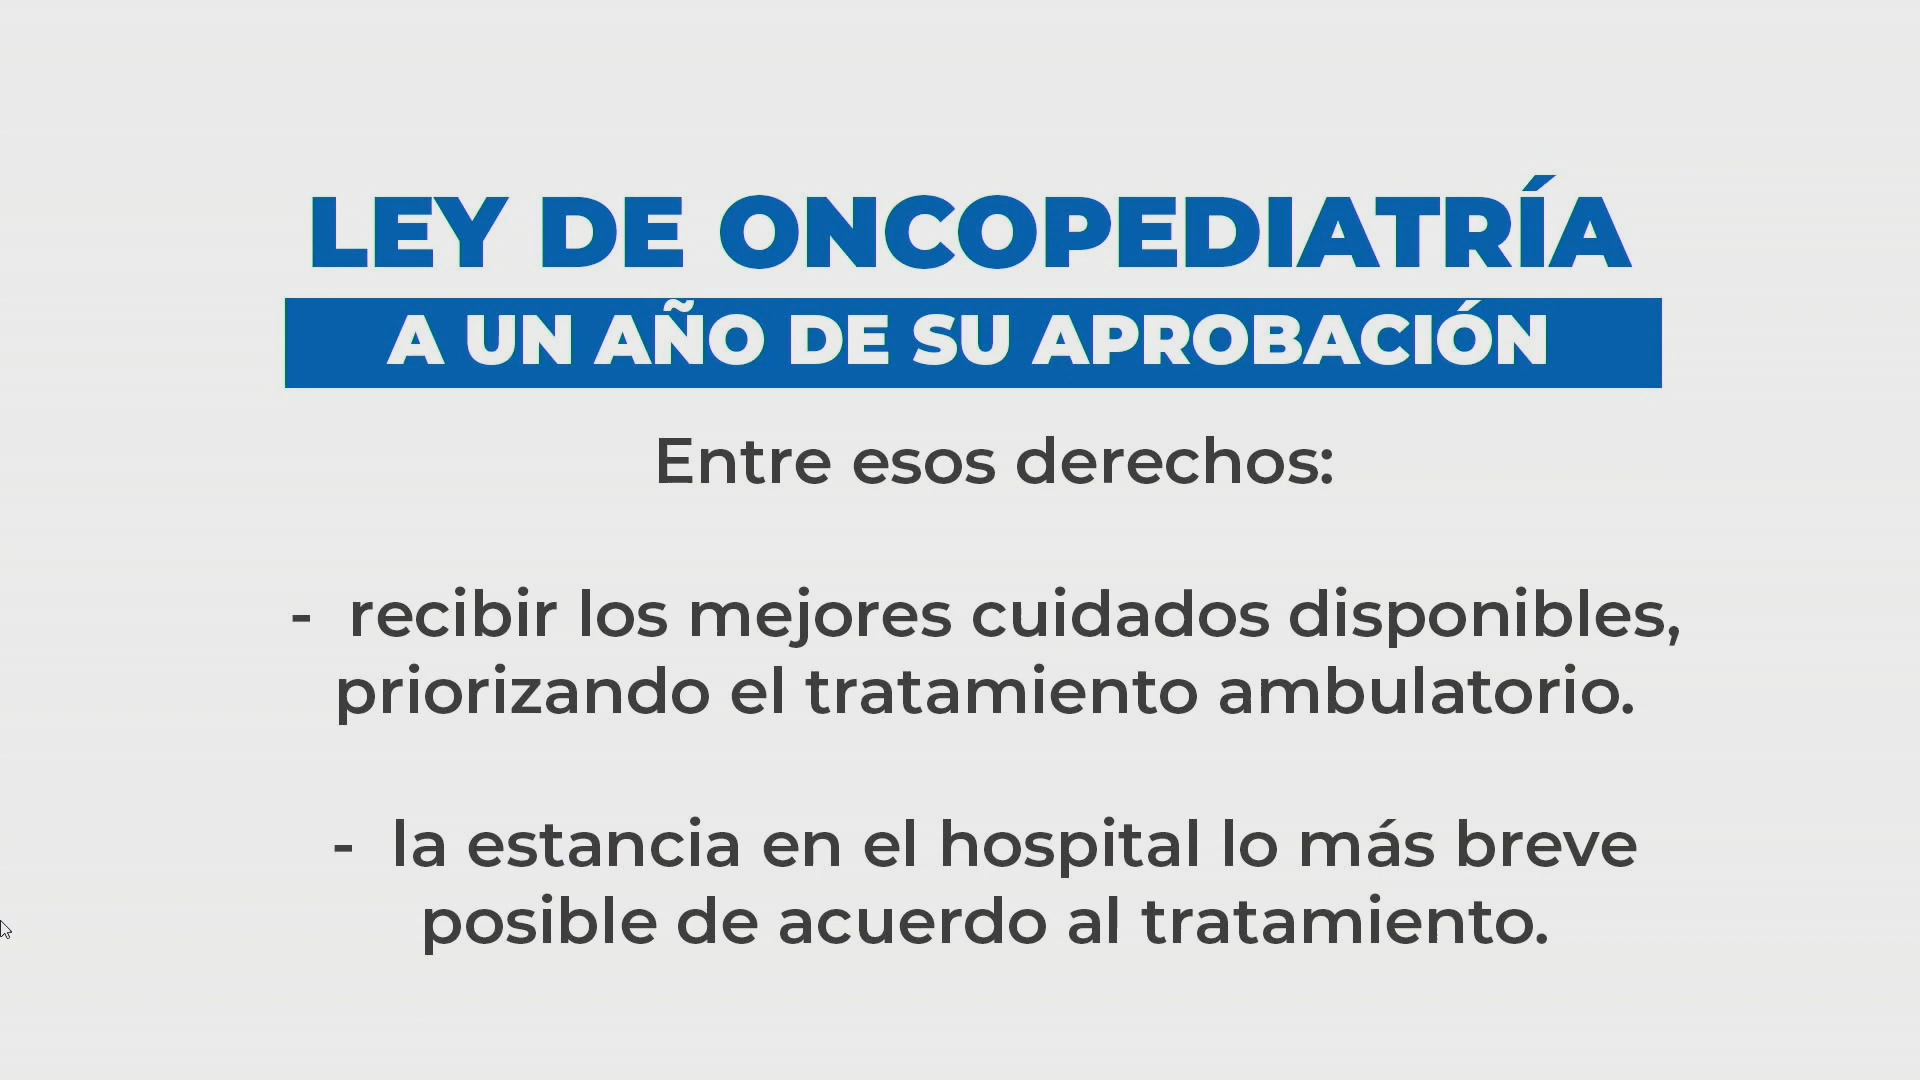 LEY DE ONCOPEDIATRÍA
A UN AÑO DE SU APROBACIÓN
Entre esos derechos:
- recibir los mejores cuidados disponibles,
priorizando el tratamiento ambulatorio.
- la estancia en el hospital lo más breve
posible de acuerdo al tratamiento.